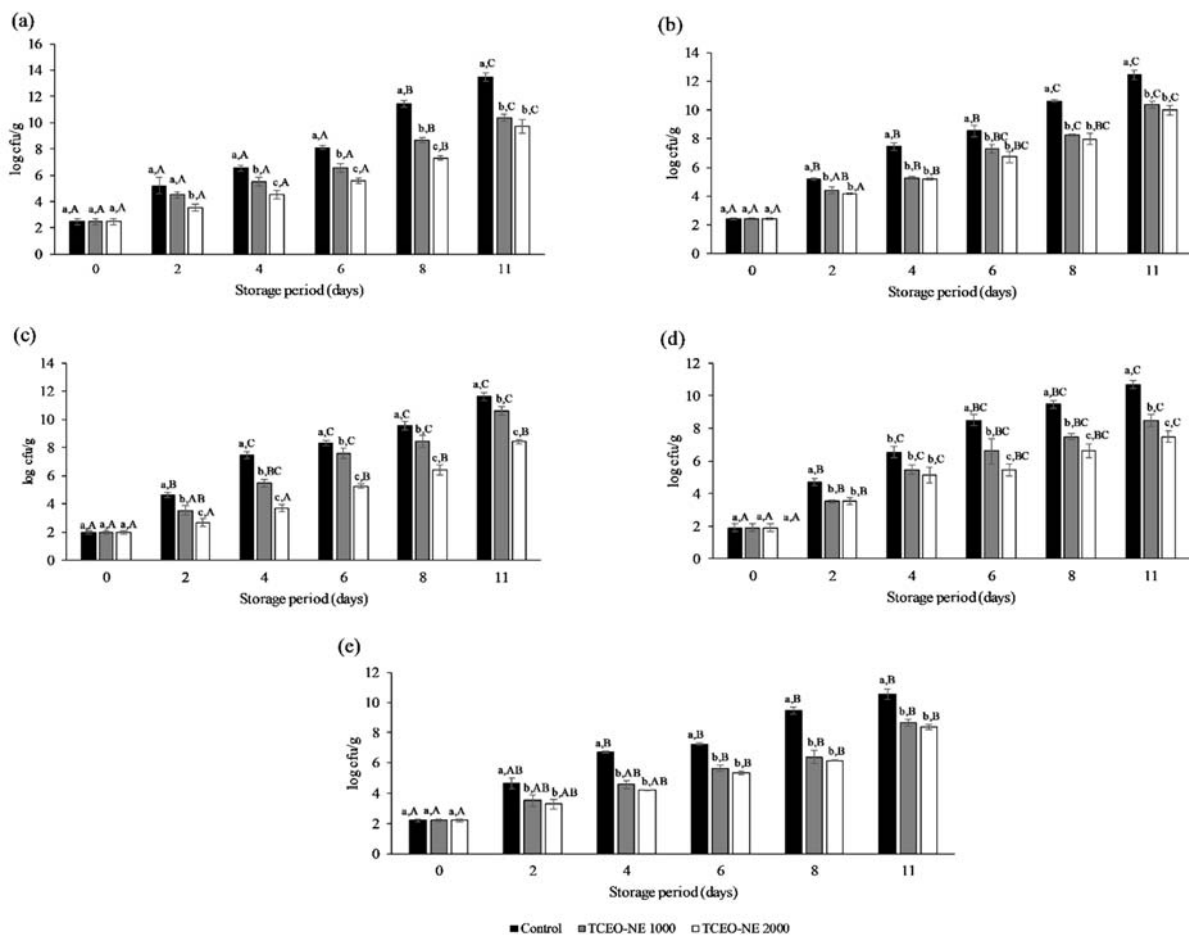 (a)
16
14
12
10
8
6
4
2
0
log cfu/g
a,A a,A a,A
a,A a,A b,A
a,A b,A c,A
a,A b,A c,A
a,B b,B c,B
a,C b,C b,C
0 2 4 6 8 11
Storage period (days)
(b)
14
12
10
8
6
4
2
0
log cfu/g
a,A a,A a,A
a,B b,AB b,A
a,B b,B b,B
a,B b,BC b,BC
a,C b,C b,BC
a,C b,C b,C
0 2 4 6 8 11
Storage period (days)
(c)
14
12
10
8
6
4
2
0
log cfu/g
a,A a,A a,A
a,B b,AB c,A
a,C b,BC c,A
a,C b,C c,B
a,C b,C c,B
a,C b,C c,B
0 2 4 6 8 11
Storage period (days)
(d)
12
10
8
6
4
2
0
log cfu/g
a,A a,A a,A
a,B b,B b,B
b,C b,C b,C
a,BC b,BC c,BC
a,BC b,BC c,BC
a,C b,C c,C
0 2 4 6 8 11
Storage period (days)
(e)
12
10
8
6
4
2
0
log cfu/g
a,A a,A a,A
a,AB b,AB b,AB
a,B b,AB b,AB
a,B b,B b,B
a,B b,B b,B
a,B b,B b,B
0 2 4 6 8 11
Storage period (days)
Control TCEO-NE 1000 TCEO-NE 2000